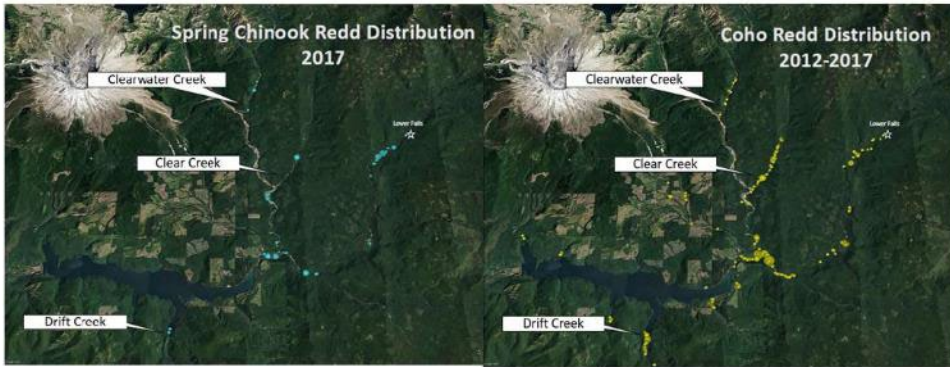 Spring Chinook Redd Distribution
2017
Clearwater Creek
Lower Falls
Clear Creek
Drift Creek
Coho Redd Distribution
2012-2017
Clearwater Creek
Lower Falls
Clear Creek
Drift Creek